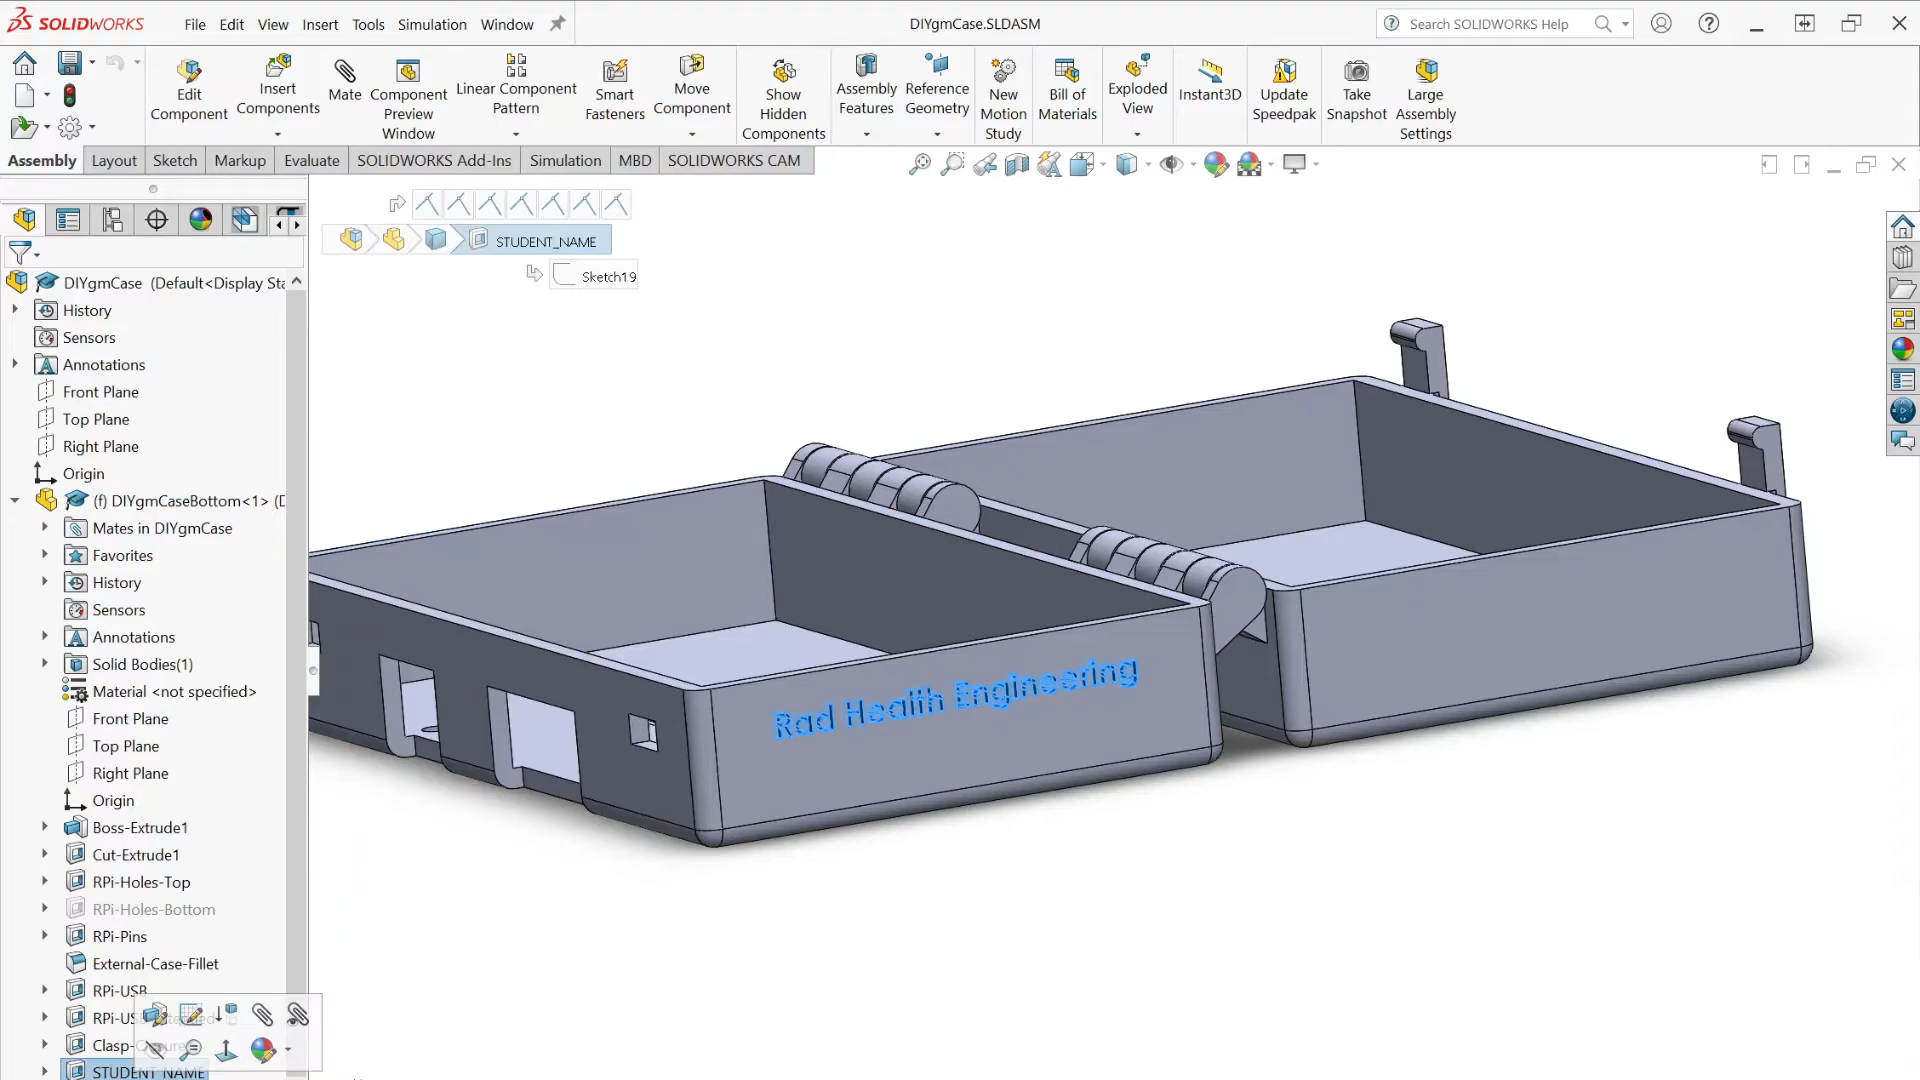 SOLIDWORKS File Edit View Insert Tools Simulation Window DIYgmCase.SLDASM Search SOLIDWORKS Help
Edit Component
Insert Components
Mate
Component Preview Window
Linear Component Pattern
Smart Fasteners
Move Component
Show Hidden Components
Assembly Features
Reference Geometry
New Motion Study
Bill of Materials
Exploded View
Instant3D
Update Speedpak
Take Snapshot
Large Assembly Settings
Assembly Layout Sketch Markup Evaluate SOLIDWORKS Add-Ins Simulation MBD SOLIDWORKS CAM
STUDENT_NAME
Sketch19
DIYgmCase (Default<Display Sta
History
Sensors
Annotations
Front Plane
Top Plane
Right Plane
Origin
(f) DIYgmCaseBottom<1> (D
Mates in DIYgmCase
Favorites
History
Sensors
Annotations
Solid Bodies(1)
Material <not specified>
Front Plane
Top Plane
Right Plane
Origin
Boss-Extrude1
Cut-Extrude1
RPi-Holes-Top
RPi-Holes-Bottom
RPi-Pins
External-Case-Fillet
RPi-USB
STUDENT_NAME
Rad Health Engineering